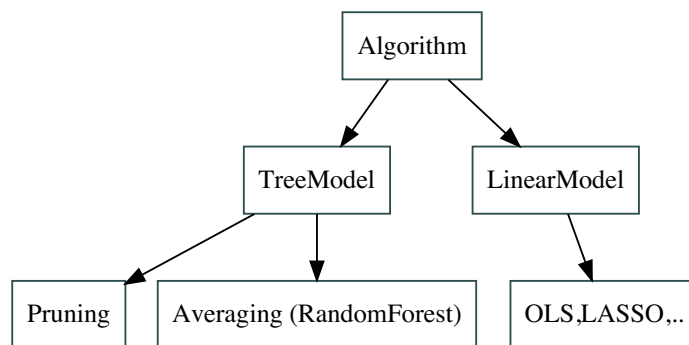 Algorithm
TreeModel
LinearModel
Pruning
Averaging (RandomForest)
OLS,LASSO,..